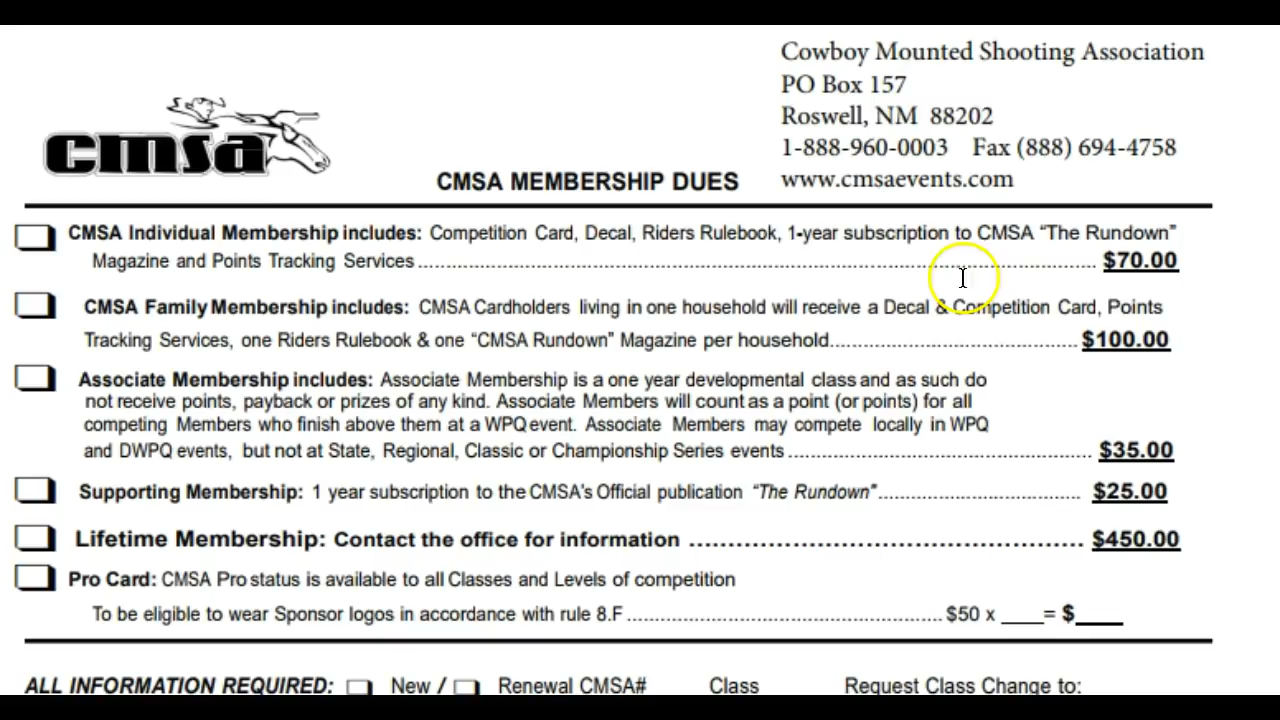 Cowboy Mounted Shooting Association
PO Box 157
Roswell, NM 88202
1-888-960-0003 Fax (888) 694-4758
www.cmsaevents.com
cmsa
CMSA MEMBERSHIP DUES
CMSA Individual Membership includes: Competition Card, Decal, Riders Rulebook, 1-year subscription to CMSA “The Rundown”
Magazine and Points Tracking Services........................................................................................................ $70.00
CMSA Family Membership includes: CMSA Cardholders living in one household will receive a Decal & Competition Card, Points
Tracking Services, one Riders Rulebook & one “CMSA Rundown” Magazine per household...................................... $100.00
Associate Membership includes: Associate Membership is a one year developmental class and as such do
not receive points, payback or prizes of any kind. Associate Members will count as a point (or points) for all
competing Members who finish above them at a WPQ event. Associate Members may compete locally in WPQ
and DWPQ events, but not at State, Regional, Classic or Championship Series events.............................................. $35.00
Supporting Membership: 1 year subscription to the CMSA's Official publication “The Rundown”............................... $25.00
Lifetime Membership: Contact the office for information ............................................ $450.00
Pro Card: CMSA Pro status is available to all Classes and Levels of competition
To be eligible to wear Sponsor logos in accordance with rule 8.F.................................................. $50 x ____= $____
ALL INFORMATION REQUIRED: New / Renewal CMSA# Class Request Class Change to: